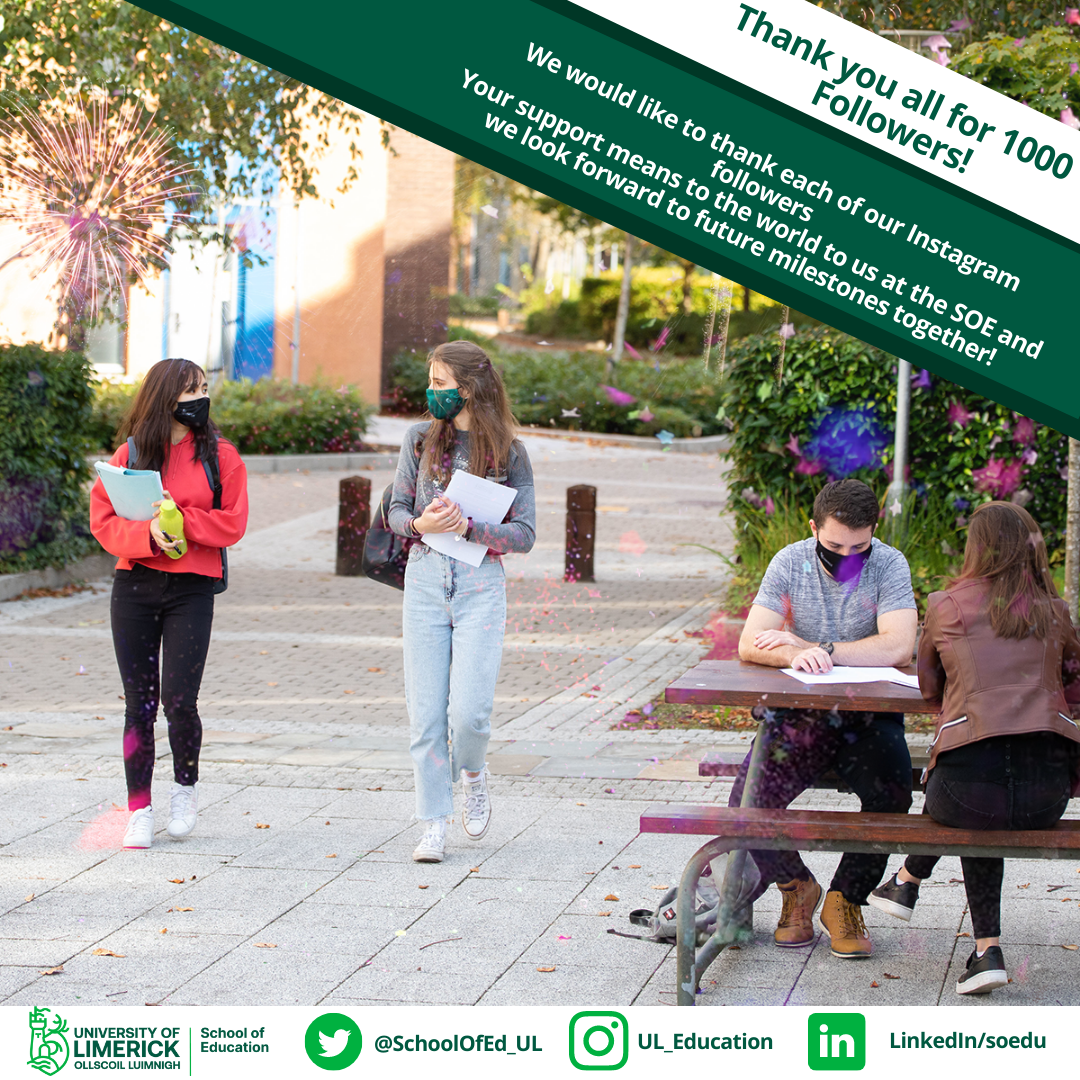 Thank you all for 1000
Followers!
We would like to thank each of our Instagram
followers
Your support means to the world to us at the SOE and
we look forward to future milestones together!
UNIVERSITY OF
LIMERICK
OLLSCOIL LUIMNIGH
School of
Education
@SchoolOfEd_UL
UL_Education
in
LinkedIn/soedu